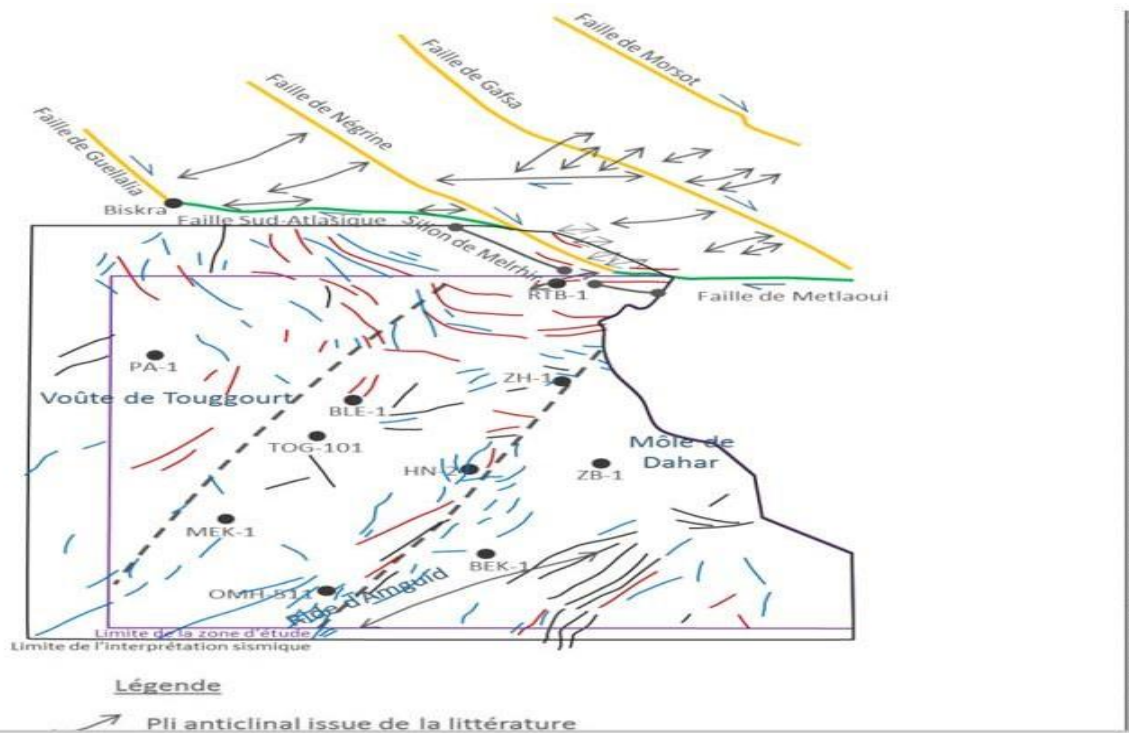 Faille de Morsot
Faille de Gafsa
Faille de Négrine
Faille de Guellalia
Biskra
Faille Sud-Atlasique
Sillon de Melrhir
RTB-1
Faille de Metlaoui
PA-1
ZH-1
Voûte de Touggourt
BLE-1
TOG-101
Môle de
Dahar
HN-2
ZB-1
MEK-1
BEK-1
OMH-511
Ride d'Amguid
Limite de la zone d'étude
Limite de l'interprétation sismique
Légende
Pli anticlinal issue de la littérature